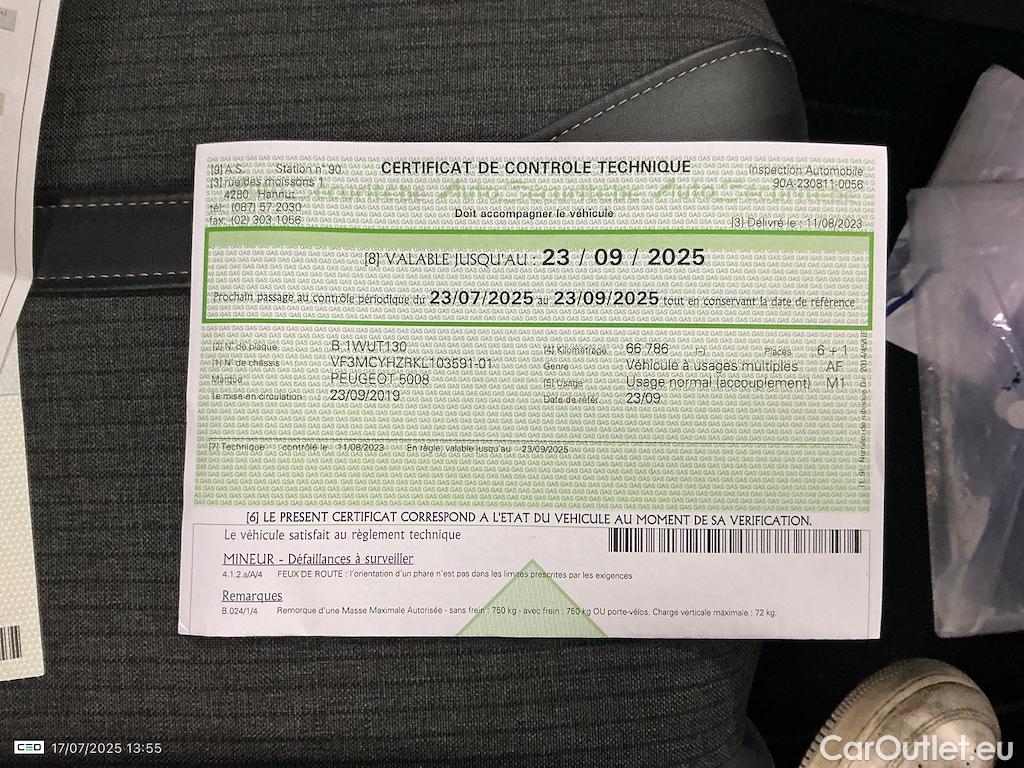 [9] A.S. Station n° 90
[3] rue des moissons 1
4280 Hannut
tél: (087) 57 2030
fax: (02) 303 1056
CERTIFICAT DE CONTROLE TECHNIQUE
Doit accompagner le véhicule
Inspection Automobile
90A-230811-0056
[3] Délivré le : 11/08/2023
[8] VALABLE JUSQU'AU : 23 / 09 / 2025
Prochain passage au contrôle périodique du 23/07/2025 au 23/09/2025 tout en conservant la date de référence
[2] N. de plaque B 1WUT130 [4] Kilométrage 66 786 [-] Places 6 + 1
[1] N. de châssis VF3MCYHZRKL103591-01 Genre Véhicule à usages multiples AF
Marque PEUGEOT 5008 [5] Usage Usage normal (accouplement) M1
1e mise en circulation 23/09/2019 Date de réfer. 23/09
[7] Technique contrôlé le 11/08/2023 En règle, valable jusqu'au 23/09/2025
[6] LE PRESENT CERTIFICAT CORRESPOND A L'ETAT DU VEHICULE AU MOMENT DE SA VERIFICATION.
Le véhicule satisfait au règlement technique
MINEUR - Défaillances à surveiller
4.1.2.a/A/4 FEUX DE ROUTE : l'orientation d'un phare n'est pas dans les limites prescrites par les exigences
Remarques
B.024/1/4 Remorque d'une Masse Maximale Autorisée - sans frein : 750 kg - avec frein : 750 kg OU porte-vélos, Charge verticale maximale : 72 kg.
CEO 17/07/2025 13:55
CarOutlet.eu